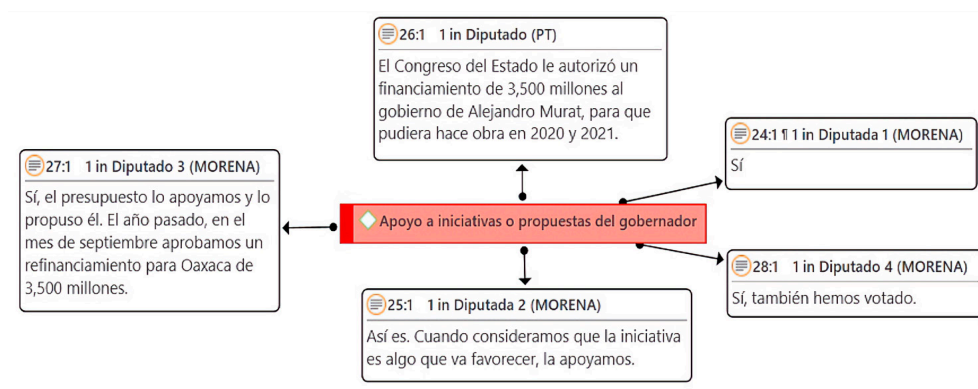 26:1 1 in Diputado (PT)
El Congreso del Estado le autorizó un
financiamiento de 3,500 millones al
gobierno de Alejandro Murat, para que
pudiera hace obra en 2020 y 2021.
24:1 ¶ 1 in Diputada 1 (MORENA)
Sí
27:1 1 in Diputado 3 (MORENA)
Sí, el presupuesto lo apoyamos y lo
propuso él. El año pasado, en el
mes de septiembre aprobamos un
refinanciamiento para Oaxaca de
3,500 millones.
Apoyo a iniciativas o propuestas del gobernador
28:1 1 in Diputado 4 (MORENA)
Sí, también hemos votado.
25:1 1 in Diputada 2 (MORENA)
Así es. Cuando consideramos que la iniciativa
es algo que va favorecer, la apoyamos.